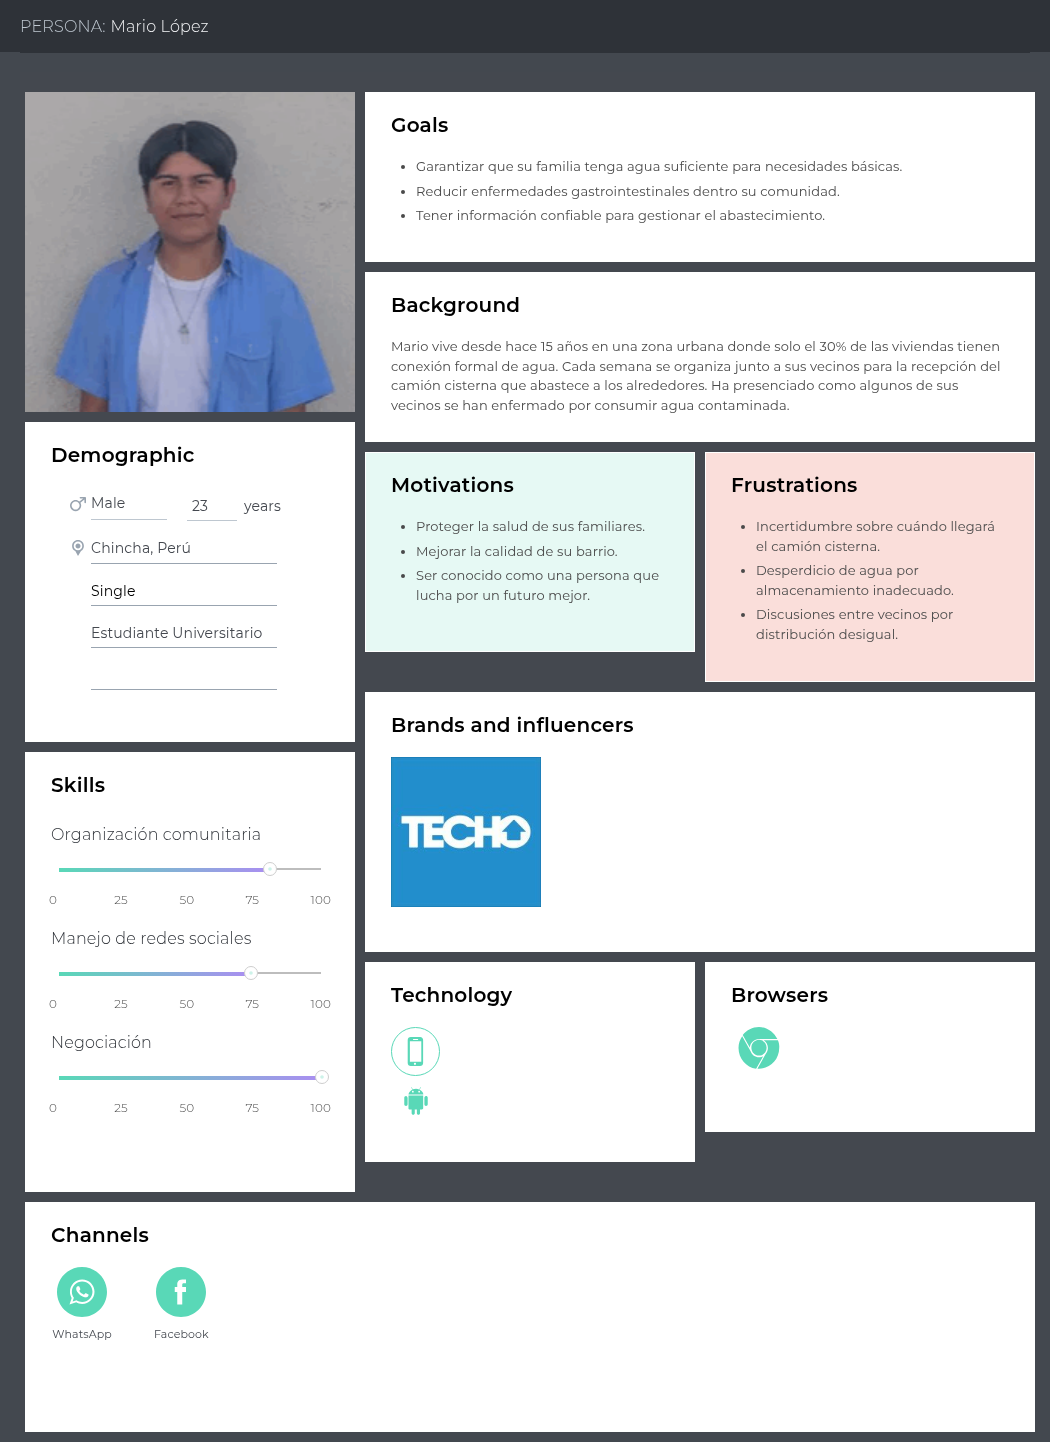 PERSONA: Mario López
Goals
Garantizar que su familia tenga agua suficiente para necesidades básicas.
Reducir enfermedades gastrointestinales dentro su comunidad.
Tener información confiable para gestionar el abastecimiento.
Background
Mario vive desde hace 15 años en una zona urbana donde solo el 30% de las viviendas tienen
conexión formal de agua. Cada semana se organiza junto a sus vecinos para la recepción del
camión cisterna que abastece a los alrededores. Ha presenciado como algunos de sus
vecinos se han enfermado por consumir agua contaminada.
Demographic
Male 23 years
Chincha, Perú
Single
Estudiante Universitario
Motivations
Proteger la salud de sus familiares.
Mejorar la calidad de su barrio.
Ser conocido como una persona que
lucha por un futuro mejor.
Frustrations
Incertidumbre sobre cuándo llegará
el camión cisterna.
Desperdicio de agua por
almacenamiento inadecuado.
Discusiones entre vecinos por
distribución desigual.
Brands and influencers
TECHO
Skills
Organización comunitaria
0 25 50 75 100
Manejo de redes sociales
0 25 50 75 100
Negociación
0 25 50 75 100
Technology
Browsers
Channels
WhatsApp Facebook